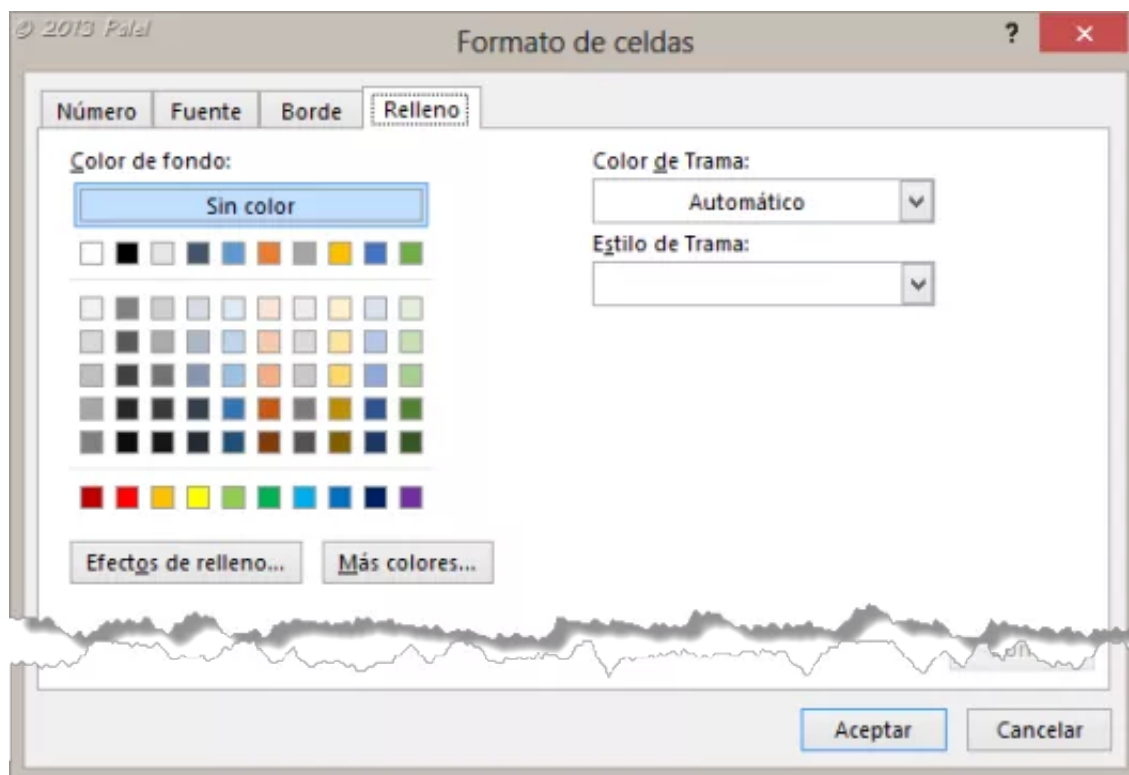 © 2013 Palel
Formato de celdas
?
Número Fuente Borde Relleno
Color de fondo:
Sin color
Color de Trama:
Automático
Estilo de Trama:
Efectos de relleno...
Más colores...
Aceptar
Cancelar